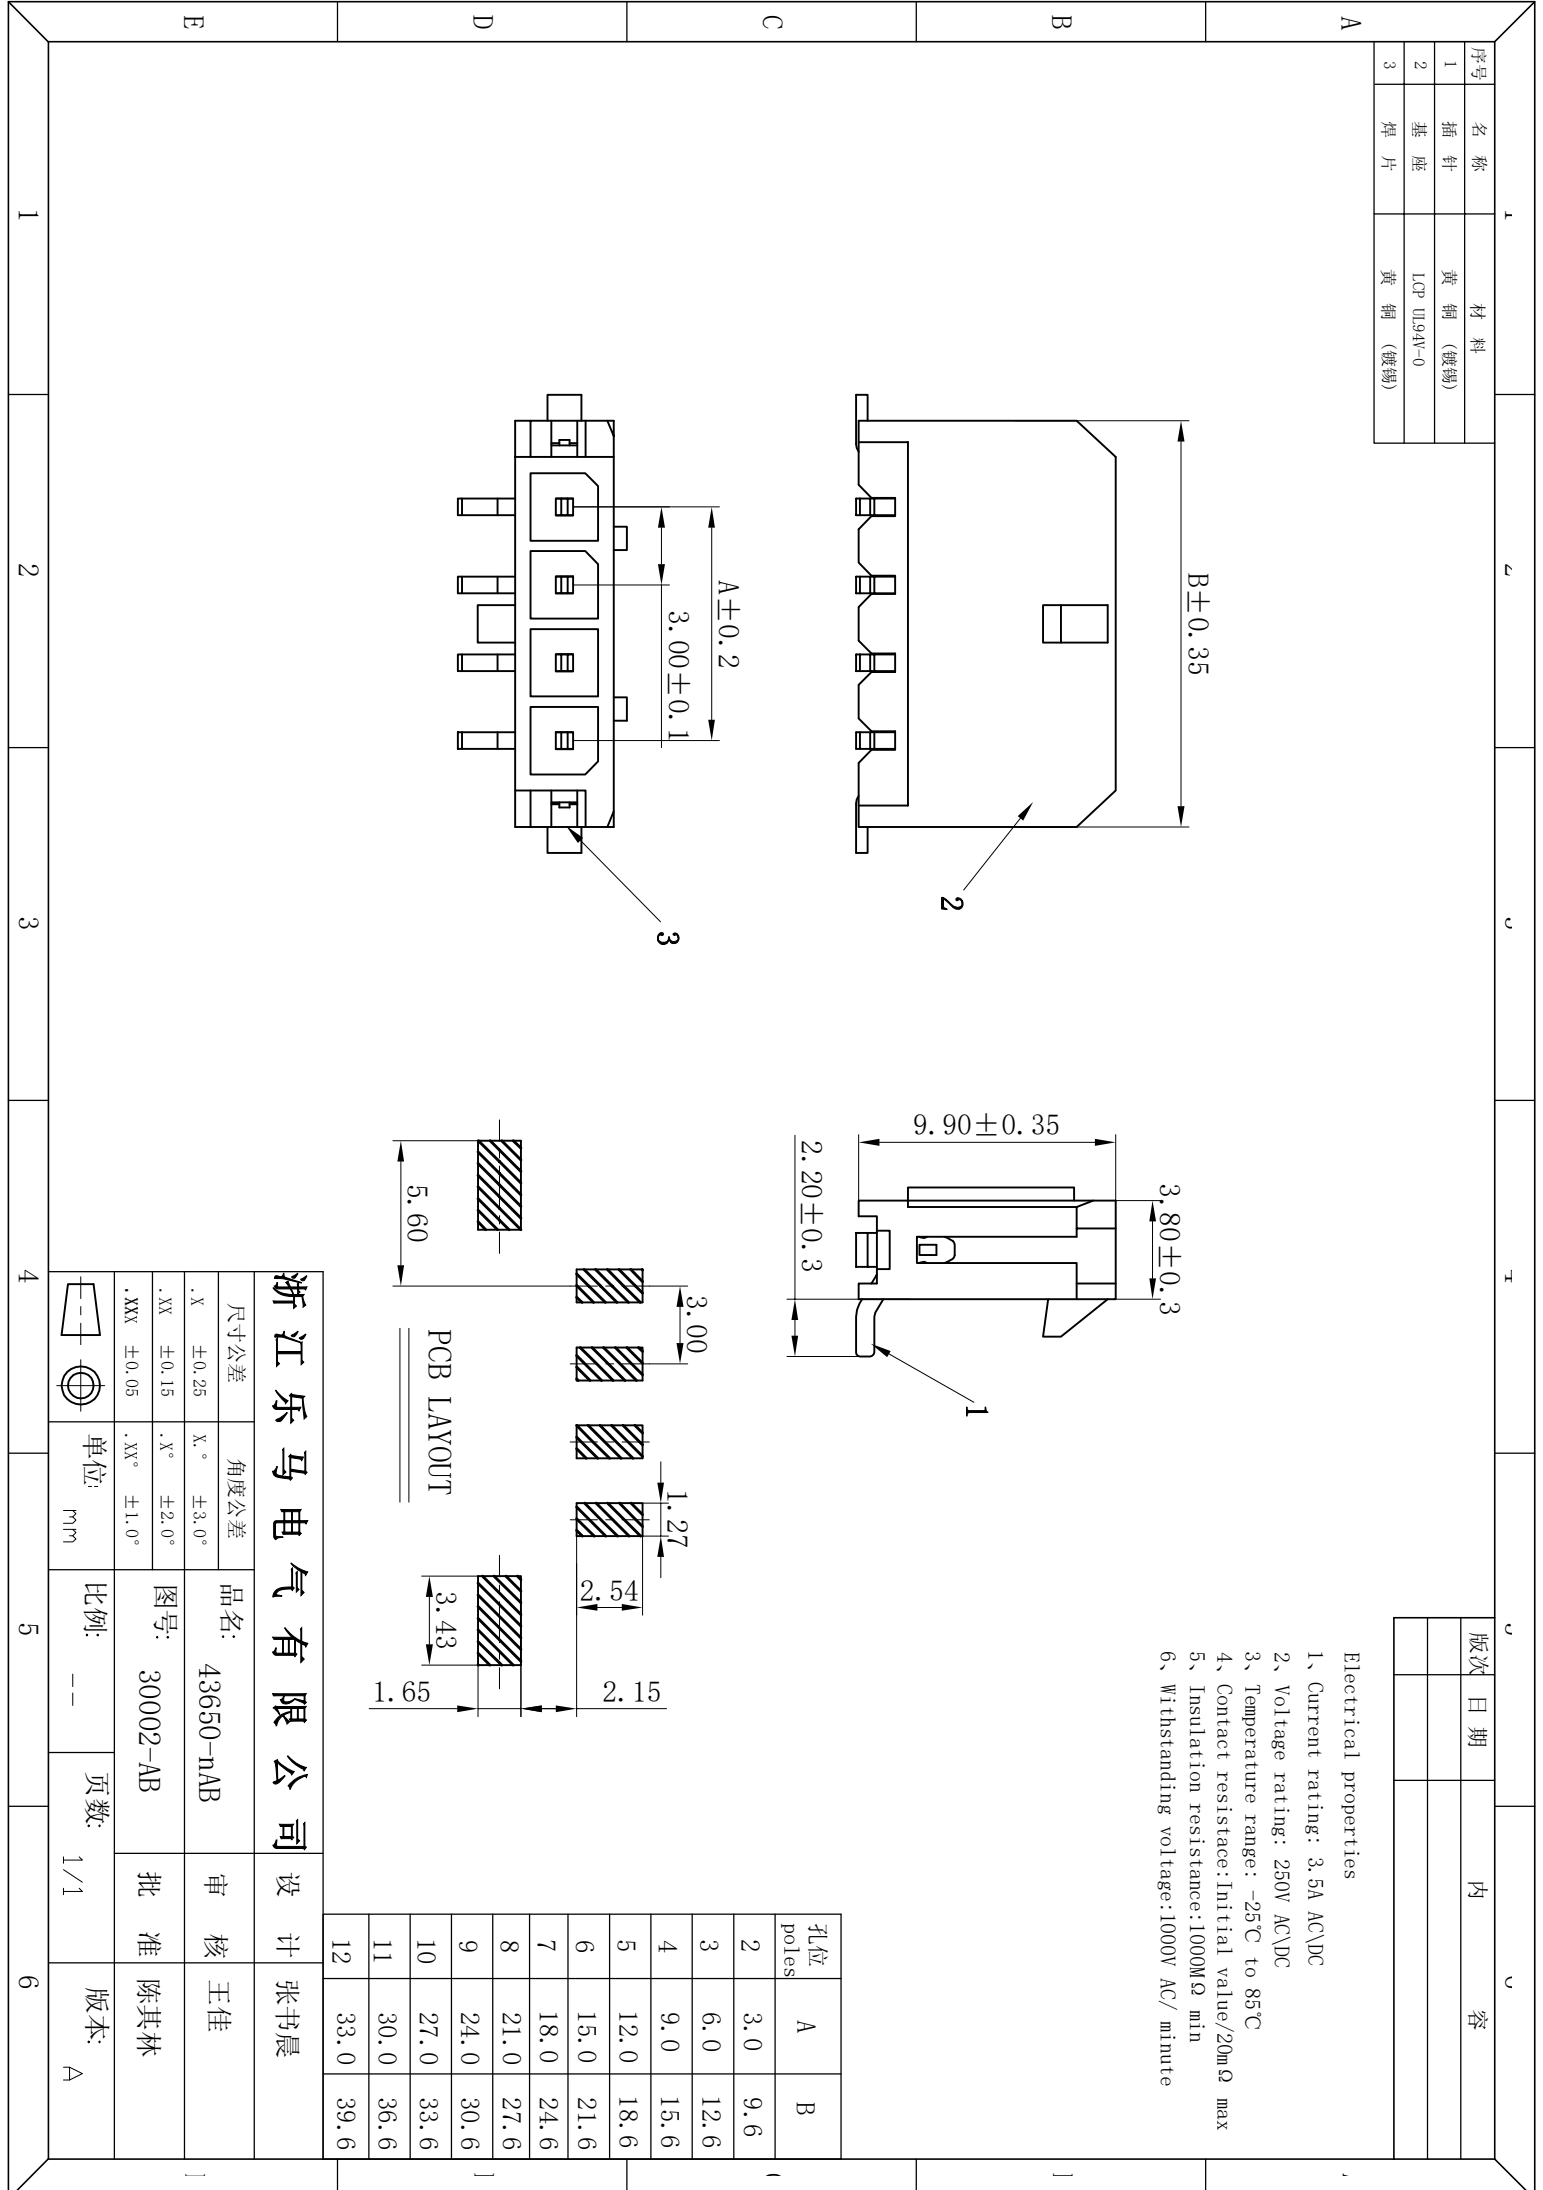 序号 名 称 材 料
1 插 针 黄 铜 (镀锡)
2 基 座 LCP UL94V-0
3 焊 片 黄 铜 (镀锡)
版次 日 期 内 容
A
B
C
D
E
1
2
3
4
5
6
Electrical properties
1、Current rating: 3.5A AC\DC
2、Voltage rating: 250V AC\DC
3、Temperature range: -25℃ to 85℃
4、Contact resistace:Initial value/20mΩ max
5、Insulation resistance:1000MΩ min
6、Withstanding voltage:1000V AC/ minute
B±0.35
2
3.80±0.3
9.90±0.35
2.20±0.3
1
A±0.2
3.00±0.1
3
3.00
1.27
2.54
5.60
3.43
2.15
1.65
PCB LAYOUT
孔位 poles A B
2 3.0 9.6
3 6.0 12.6
4 9.0 15.6
5 12.0 18.6
6 15.0 21.6
7 18.0 24.6
8 21.0 27.6
9 24.0 30.6
10 27.0 33.6
11 30.0 36.6
12 33.0 39.6
浙江乐马电气有限公司
设 计 张书晨
尺寸公差 角度公差
.X ±0.25 X.° ±3.0°
.XX ±0.15 .X° ±2.0°
.XXX ±0.05 .XX° ±1.0°
品名: 43650-nAB
审 核 王佳
图号: 30002-AB
批 准 陈其林
单位: mm
比例: --
页数: 1/1
版本: A